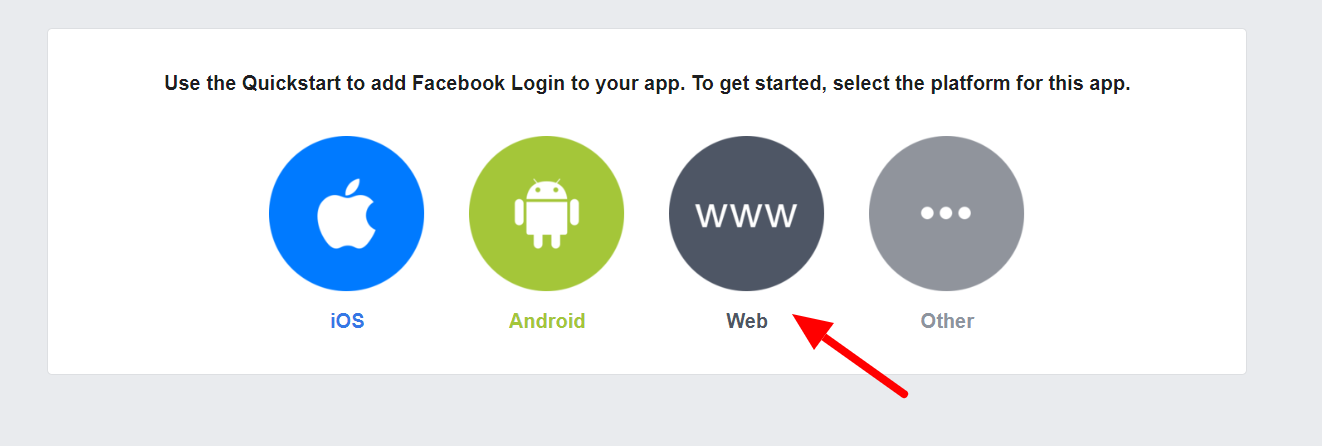 Use the Quickstart to add Facebook Login to your app. To get started, select the platform for this app.
WWW
iOS
Android
Web
Other